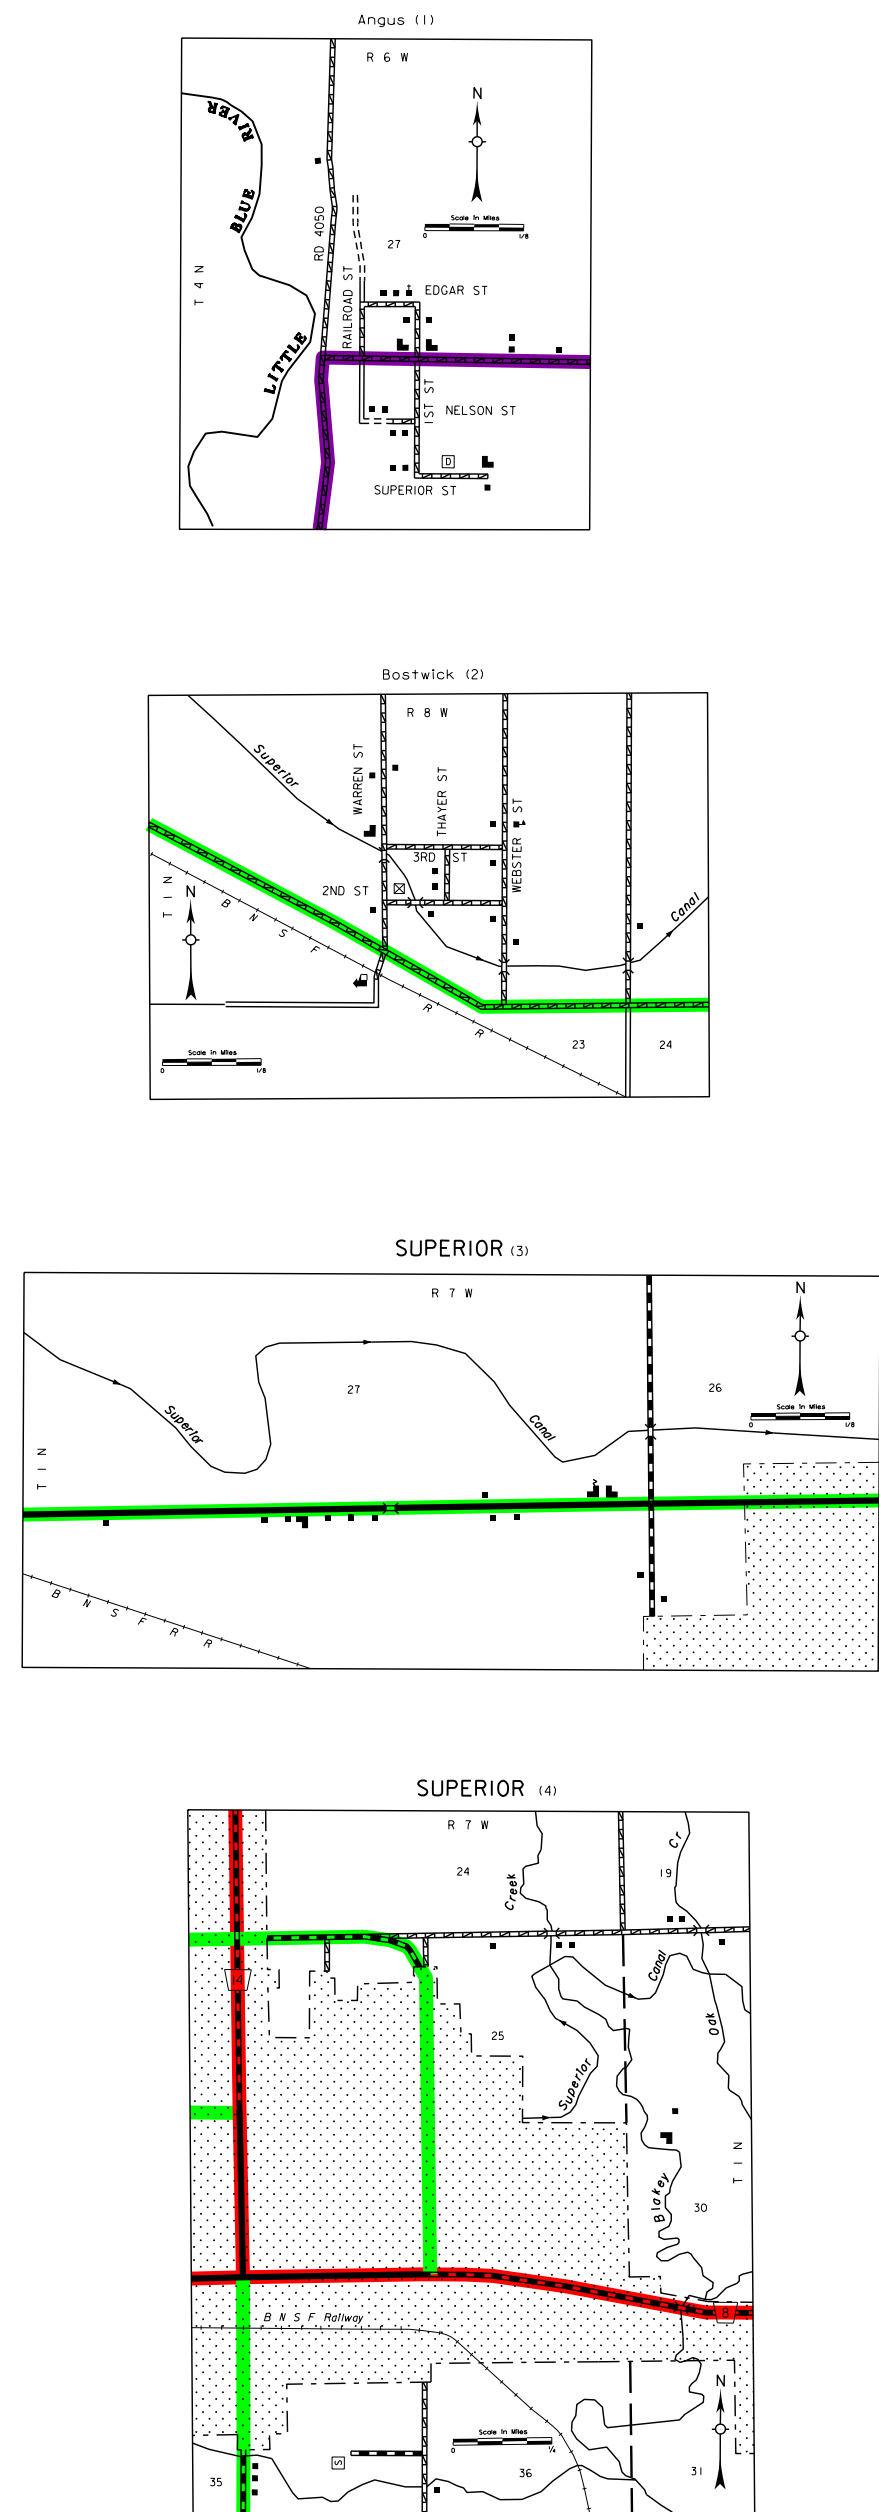 Angus (1)
R 6 W
RIVER
N
BLUE
Scale in Miles
0 1/8
RD 4050
27
T 4 N
RAILROAD ST
EDGAR ST
LITTLE
1ST ST
NELSON ST
D
SUPERIOR ST
Bostwick (2)
R 8 W
Superior
WARREN ST
THAYER ST
WEBSTER ST
3RD ST
2ND ST
T 1 N
N
Canal
B N S F R R
23
24
Scale in Miles
0 1/8
SUPERIOR (3)
R 7 W
N
27
26
Scale in Miles
0 1/8
Superior
Canal
T 1 N
B N S F R R
SUPERIOR (4)
R 7 W
24
Creek
Cr
19
Canal
14
Oak
25
Superior
T 1 N
Blakey
30
8
B N S F Railway
N
Scale in Miles
0 1/4
S
35
36
31